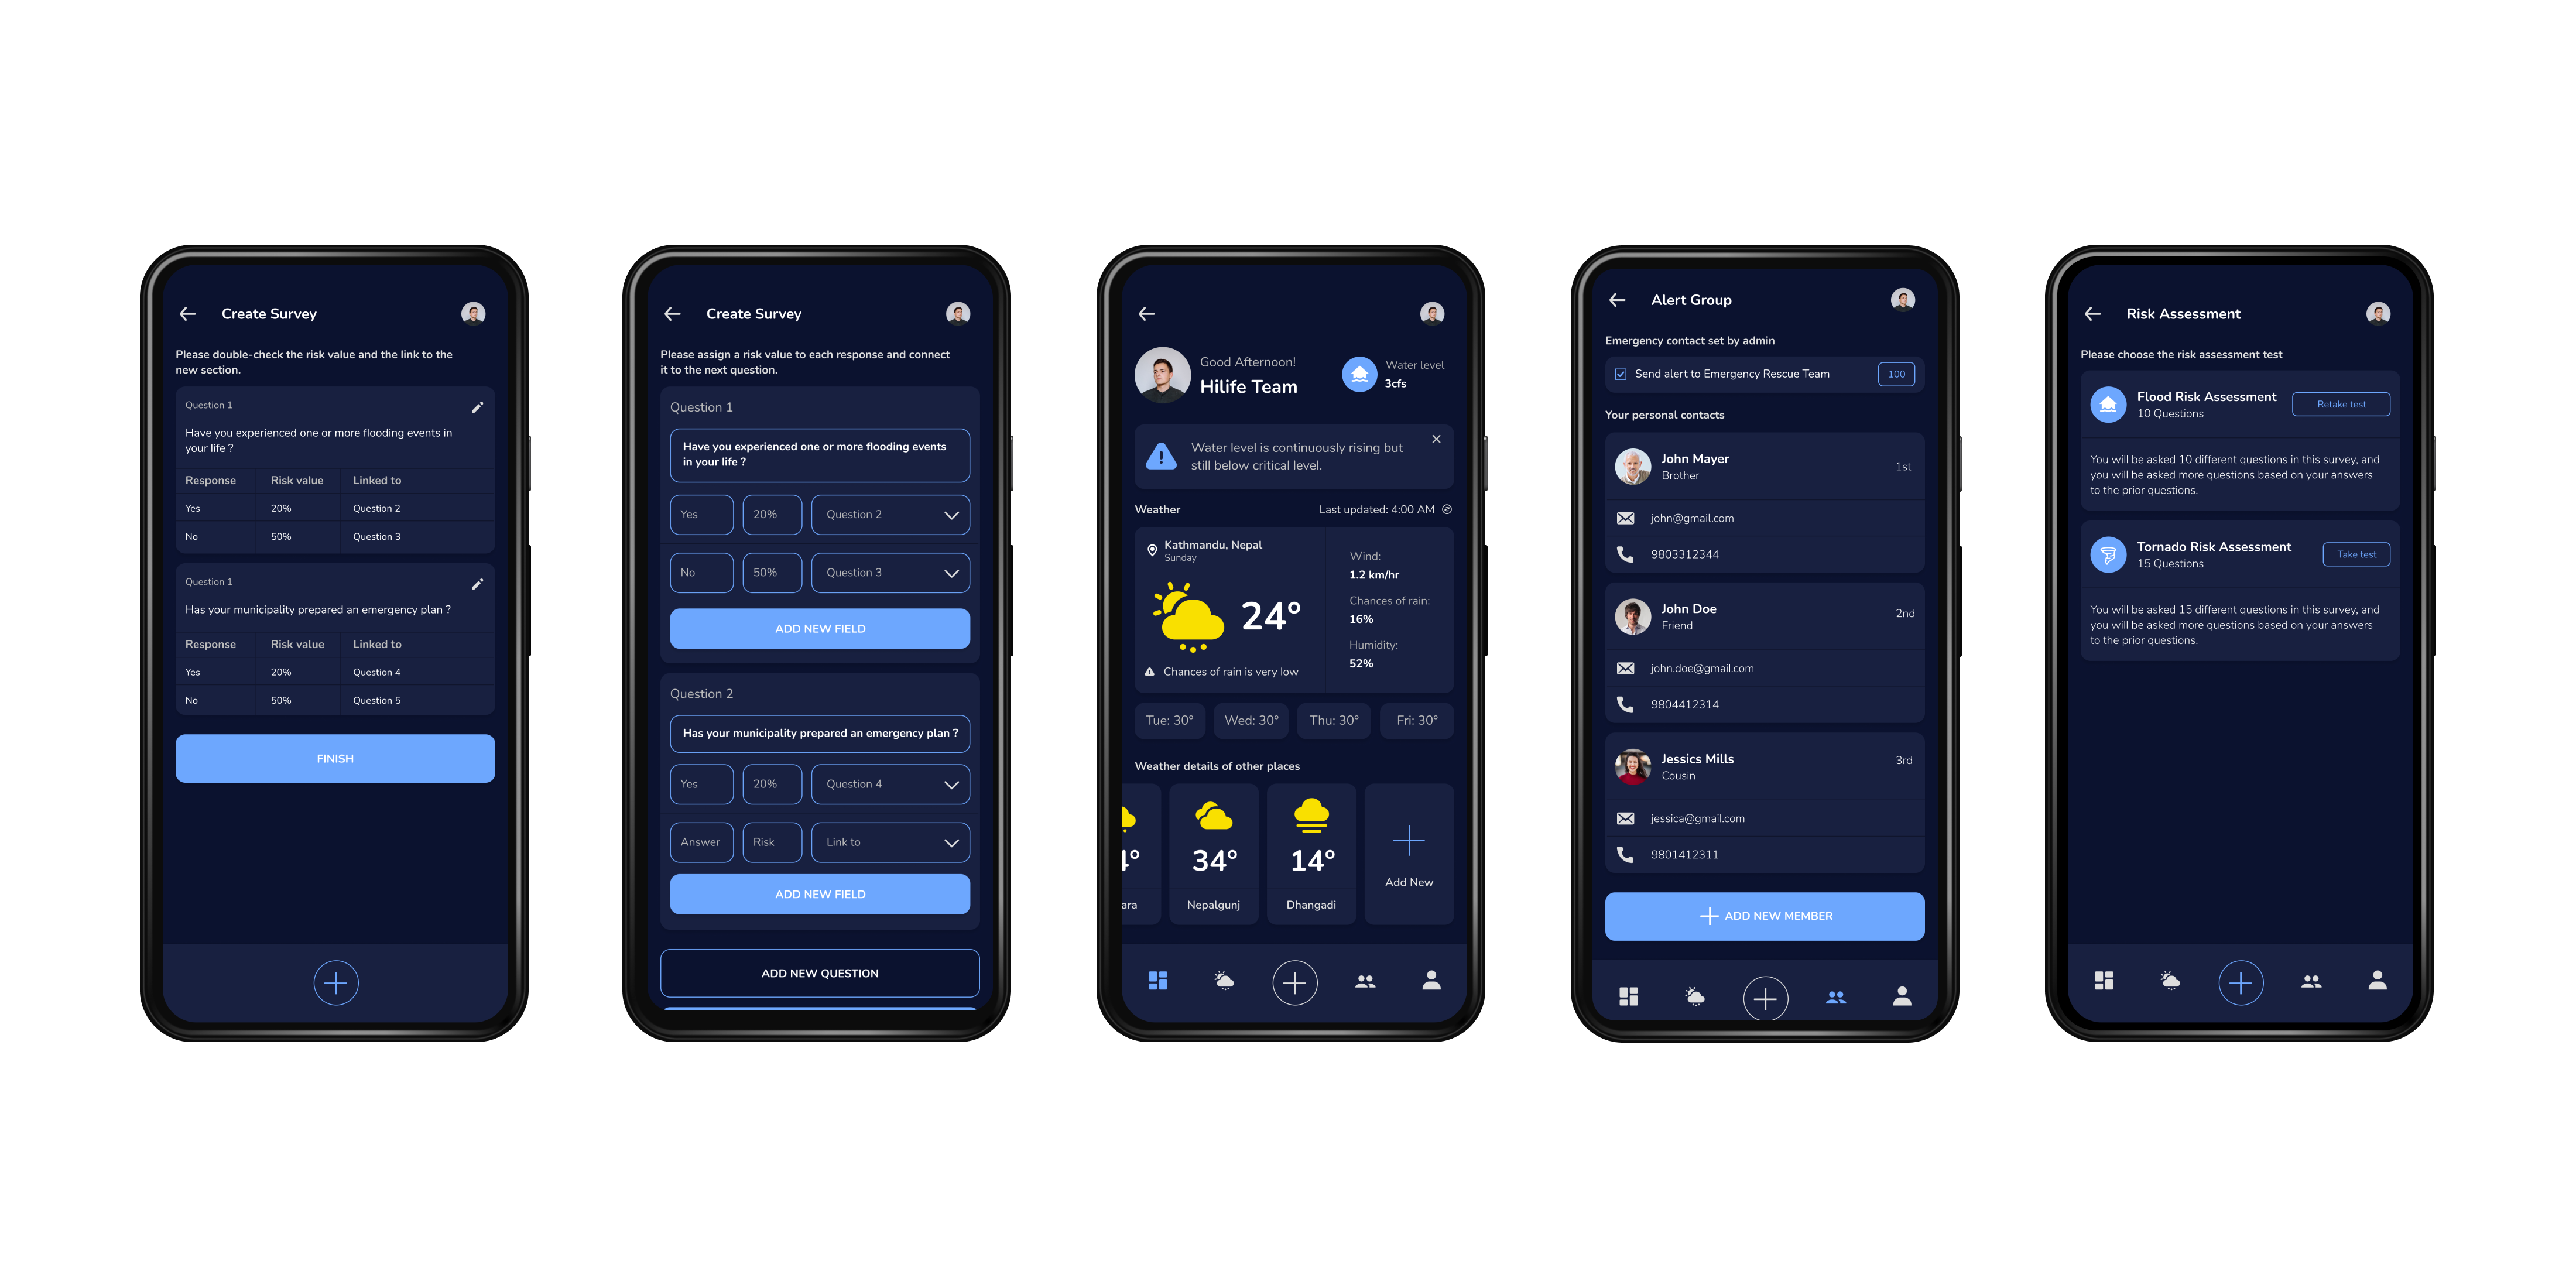 Create Survey
Please double-check the risk value and the link to the
new section.
Question 1
Have you experienced one or more flooding events in
your life ?
Response Risk value Linked to
Yes 20% Question 2
No 50% Question 3
Question 1
Has your municipality prepared an emergency plan ?
Response Risk value Linked to
Yes 20% Question 4
No 50% Question 5
FINISH
Create Survey
Please assign a risk value to each response and connect
it to the next question.
Question 1
Have you experienced one or more flooding events
in your life ?
Yes 20% Question 2
No 50% Question 3
ADD NEW FIELD
Question 2
Has your municipality prepared an emergency plan ?
Yes 20% Question 4
Answer Risk Link to
ADD NEW FIELD
ADD NEW QUESTION
Good Afternoon!
Hilife Team
Water level
3cfs
Water level is continuously rising but
still below critical level.
Weather Last updated: 4:00 AM
Kathmandu, Nepal
Sunday
24°
Chances of rain is very low
Wind:
1.2 km/hr
Chances of rain:
16%
Humidity:
52%
Tue: 30° Wed: 30° Thu: 30° Fri: 30°
Weather details of other places
4°
ara
34°
Nepalgunj
14°
Dhangadi
Add New
Alert Group
Emergency contact set by admin
Send alert to Emergency Rescue Team 100
Your personal contacts
John Mayer
Brother
1st
john@gmail.com
9803312344
John Doe
Friend
2nd
john.doe@gmail.com
9804412314
Jessics Mills
Cousin
3rd
jessica@gmail.com
9801412311
ADD NEW MEMBER
Risk Assessment
Please choose the risk assessment test
Flood Risk Assessment
10 Questions
Retake test
You will be asked 10 different questions in this survey, and
you will be asked more questions based on your answers
to the prior questions.
Tornado Risk Assessment
15 Questions
Take test
You will be asked 15 different questions in this survey, and
you will be asked more questions based on your answers
to the prior questions.